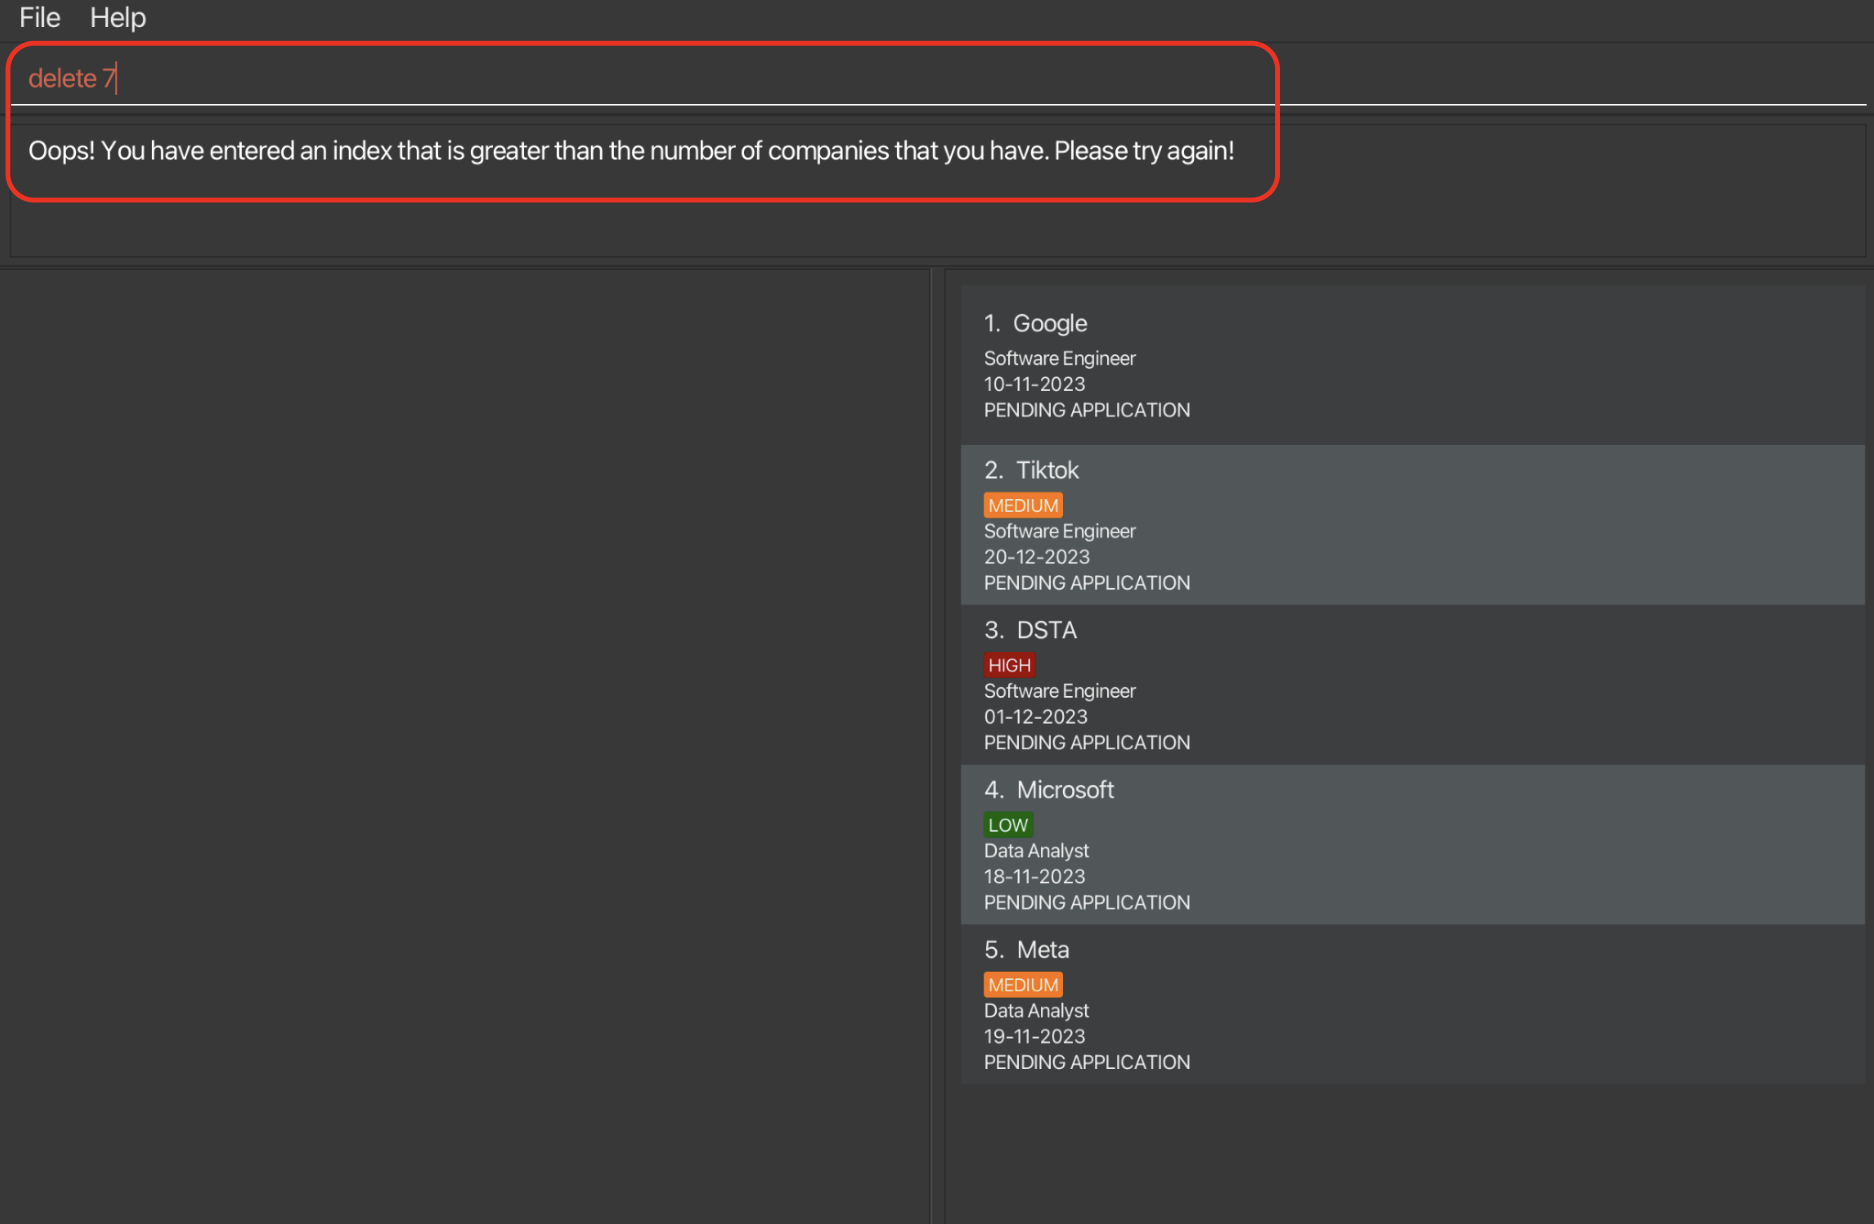 File Help
delete 7
Oops! You have entered an index that is greater than the number of companies that you have. Please try again!
1. Google
Software Engineer
10-11-2023
PENDING APPLICATION
2. Tiktok
MEDIUM
Software Engineer
20-12-2023
PENDING APPLICATION
3. DSTA
HIGH
Software Engineer
01-12-2023
PENDING APPLICATION
4. Microsoft
LOW
Data Analyst
18-11-2023
PENDING APPLICATION
5. Meta
MEDIUM
Data Analyst
19-11-2023
PENDING APPLICATION